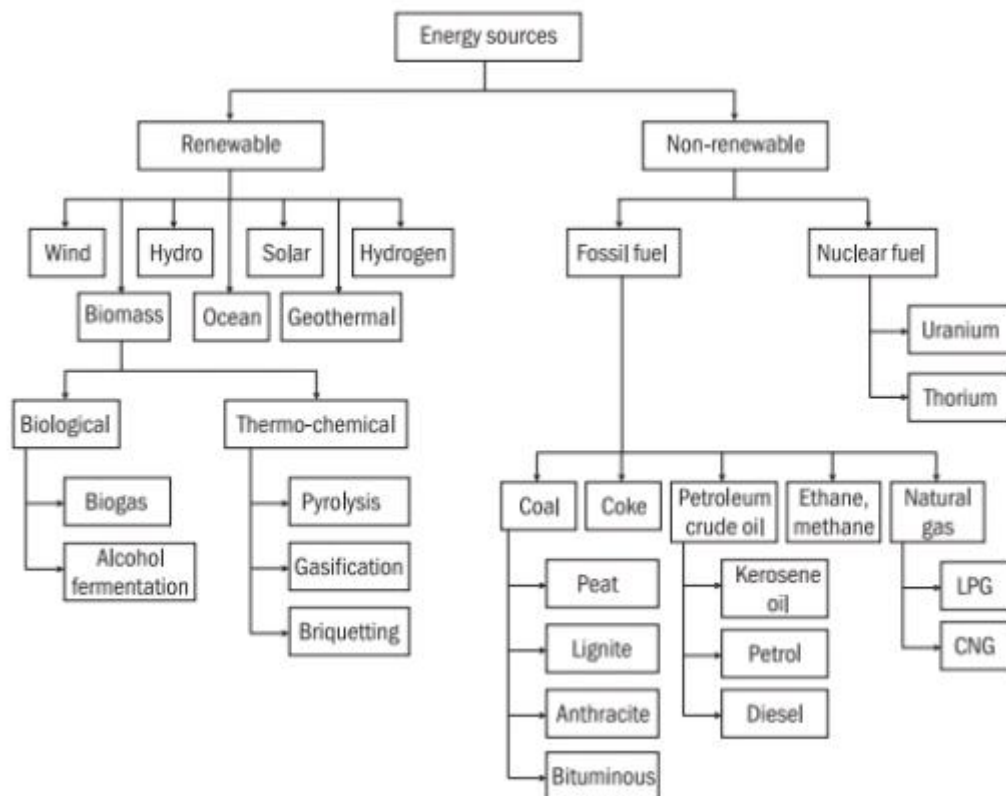 Energy sources
Renewable
Non-renewable
Wind
Hydro
Solar
Hydrogen
Fossil fuel
Nuclear fuel
Biomass
Ocean
Geothermal
Uranium
Thorium
Biological
Thermo-chemical
Biogas
Pyrolysis
Coal
Coke
Petroleum
crude oil
Ethane,
methane
Natural
gas
Alcohol
fermentation
Gasification
Peat
Kerosene
oil
LPG
Briquetting
Lignite
Petrol
CNG
Anthracite
Diesel
Bituminous